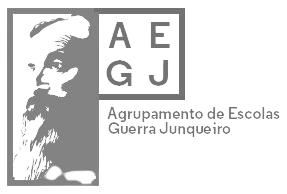 A E
G J
Agrupamento de Escolas
Guerra Junqueiro